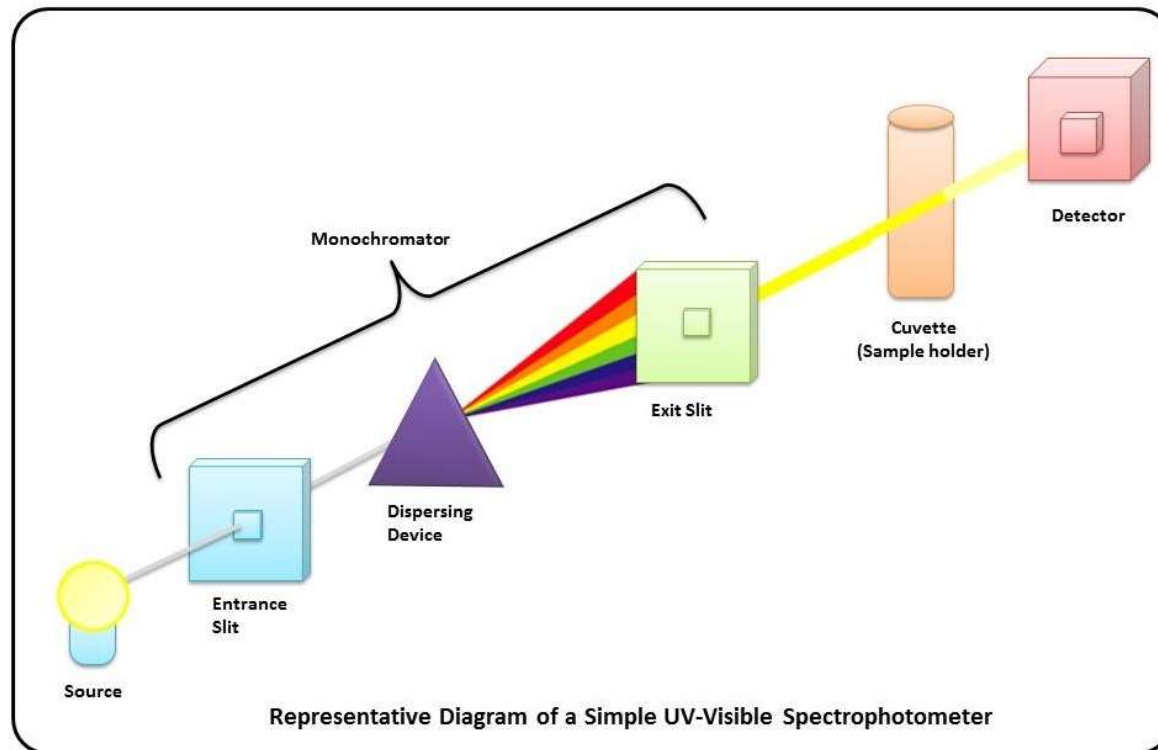 Monochromator
Detector
Cuvette
(Sample holder)
Exit Slit
Dispersing
Device
Entrance
Slit
Source
Representative Diagram of a Simple UV-Visible Spectrophotometer